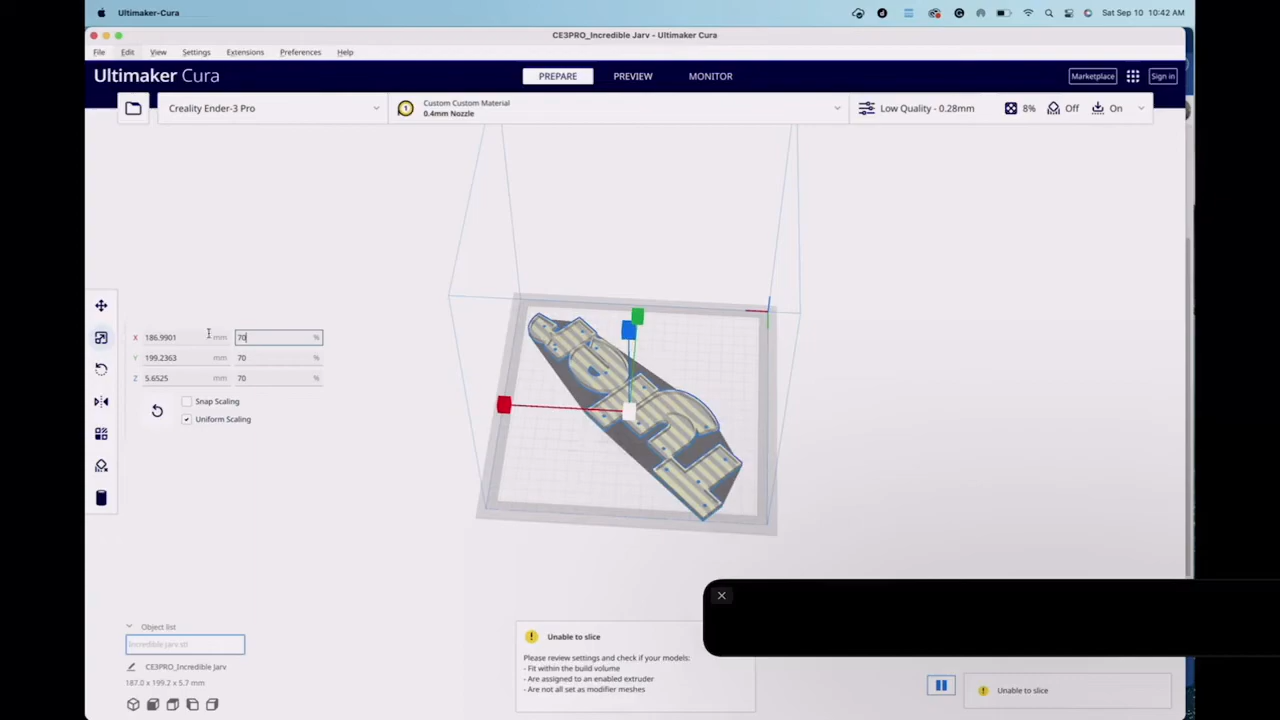 Ultimaker-Cura
Sat Sep 10 10:42 AM
CE3PRO_Incredible Jarv - Ultimaker Cura
File Edit View Settings Extensions Preferences Help
Ultimaker Cura
PREPARE PREVIEW MONITOR
Marketplace
Sign in
Creality Ender-3 Pro
1
Custom Custom Material
0.4mm Nozzle
Low Quality - 0.28mm
8%
Off
On
X 186.9901 mm 70 %
Y 199.2363 mm 70 %
Z 5.6525 mm 70 %
Snap Scaling
Uniform Scaling
Object list
Incredible Jarv.stl
CE3PRO_Incredible Jarv
187.0 x 199.2 x 5.7 mm
Unable to slice
Please review settings and check if your models:
- Fit within the build volume
- Are assigned to an enabled extruder
- Are not all set as modifier meshes
Unable to slice